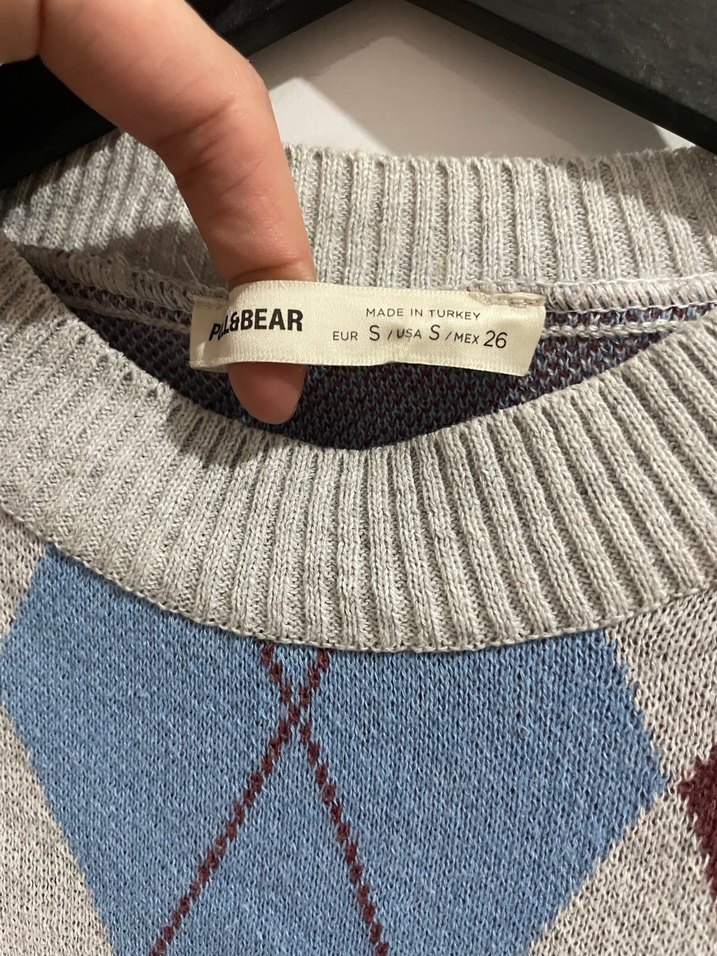 PULL&BEAR
MADE IN TURKEY
EUR S / USA S / MEX 26